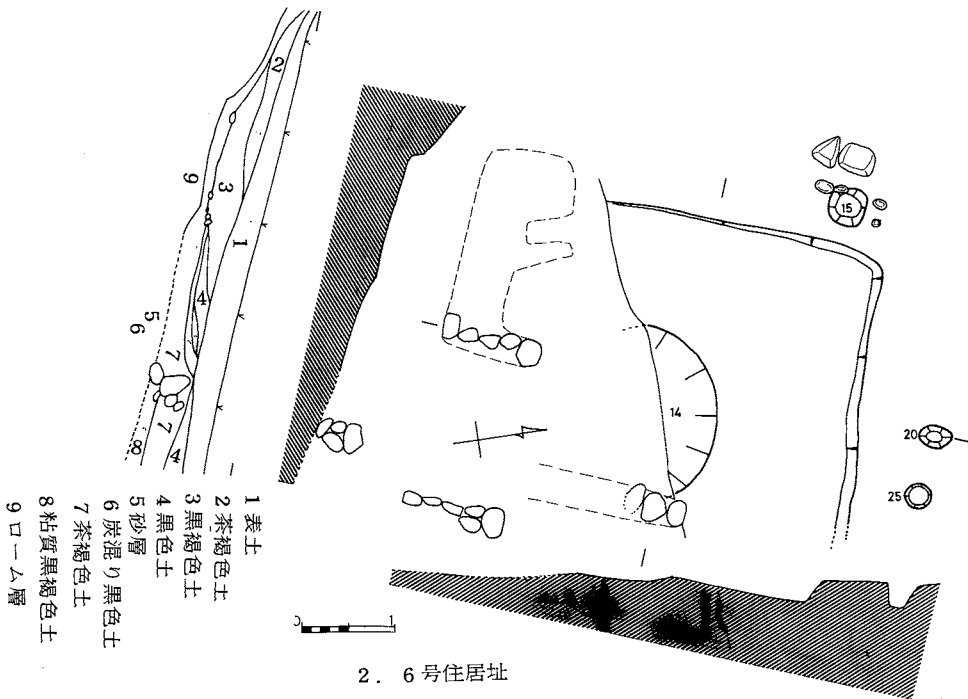 2
9
3
1
4
5
6
7
7
8
4
15
14
20
25
1 表土
2 茶褐色土
3 黒褐色土
4 黒色土
5 砂層
6 炭混り黒色土
7 茶褐色土
8 粘質黒褐色土
9 ローム層
0 1
2. 6号住居址